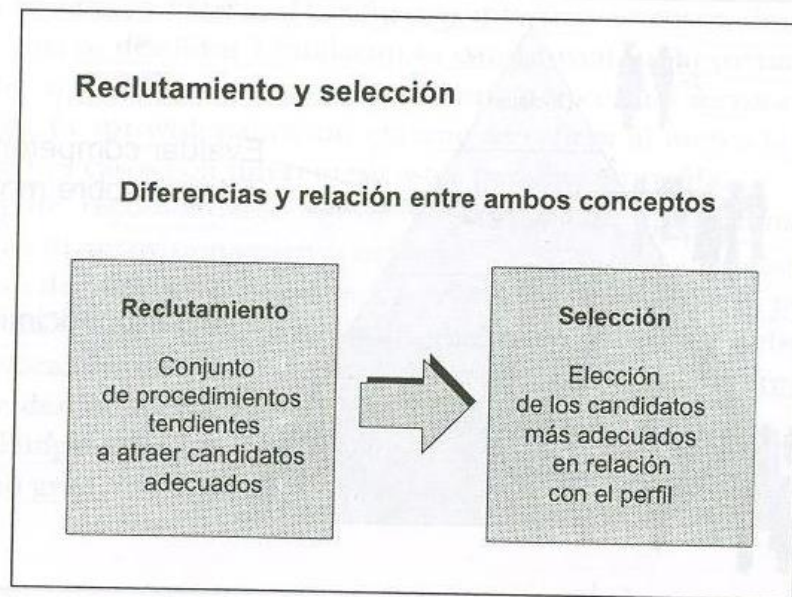 Reclutamiento y selección
Diferencias y relación entre ambos conceptos
Reclutamiento
Conjunto
de procedimientos
tendientes
a atraer candidatos
adecuados
Selección
Elección
de los candidatos
más adecuados
en relación
con el perfil